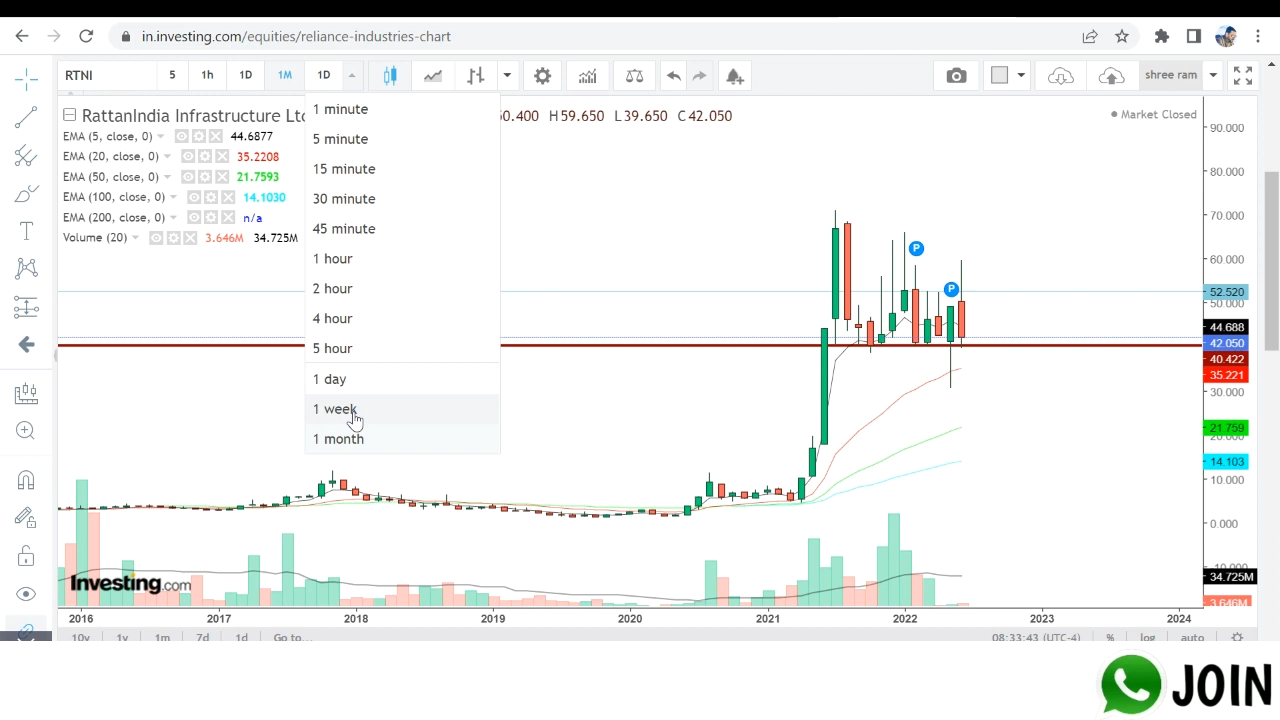 in.investing.com/equities/reliance-industries-chart
RTNI 5 1h 1D 1M 1D shree ram
RattanIndia Infrastructure Ltd 60.400 H59.650 L39.650 C42.050 Market Closed
EMA (5, close, 0) 44.6877
EMA (20, close, 0) 35.2208
EMA (50, close, 0) 21.7593
EMA (100, close, 0) 14.1030
EMA (200, close, 0) n/a
Volume (20) 3.646M 34.725M
1 minute
5 minute
15 minute
30 minute
45 minute
1 hour
2 hour
4 hour
5 hour
1 day
1 week
1 month
P
P
90.000
80.000
70.000
60.000
52.520
50.000
44.688
42.050
40.422
35.221
30.000
21.759
20.000
14.103
10.000
0.000
-10.000
34.725M
3.646M
Investing.com
2016 2017 2018 2019 2020 2021 2022 2023 2024
10y 1y 1m 7d 1d Go to... 08:33:43 (UTC-4) % log auto
JOIN